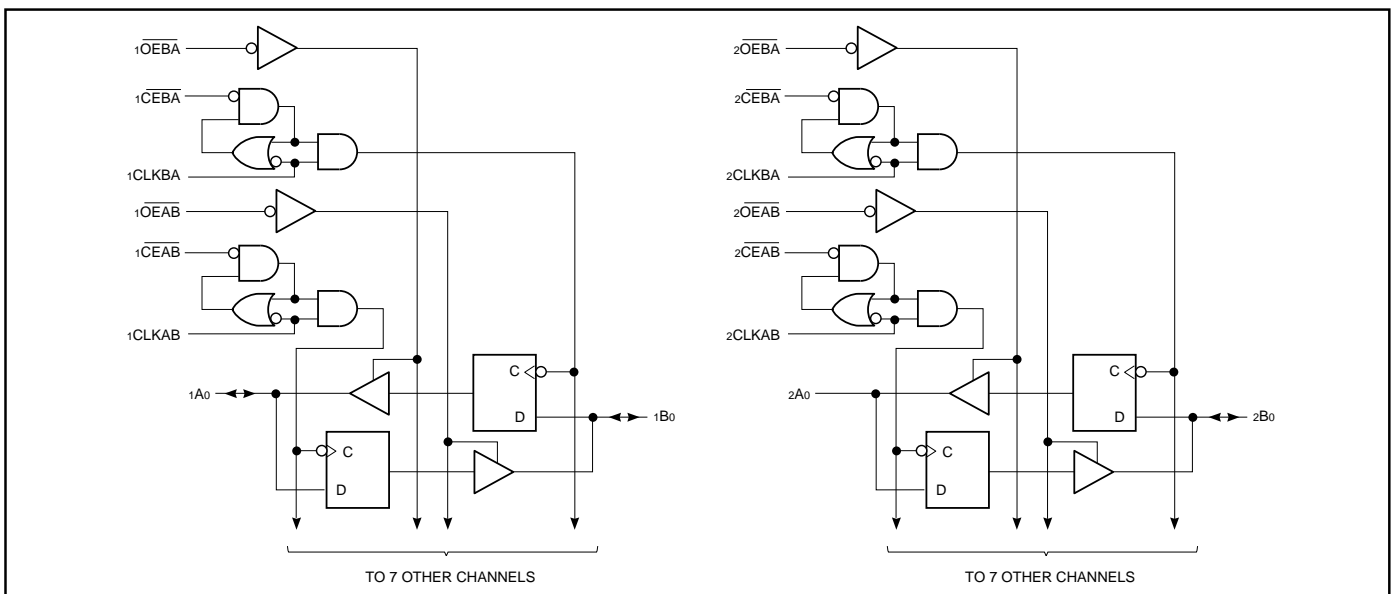 1OEBA
1CEBA
1CLKBA
1OEAB
1CEAB
1CLKAB
C
1A0
D
1B0
C
D
TO 7 OTHER CHANNELS
2OEBA
2CEBA
2CLKBA
2OEAB
2CEAB
2CLKAB
C
2A0
D
2B0
C
D
TO 7 OTHER CHANNELS